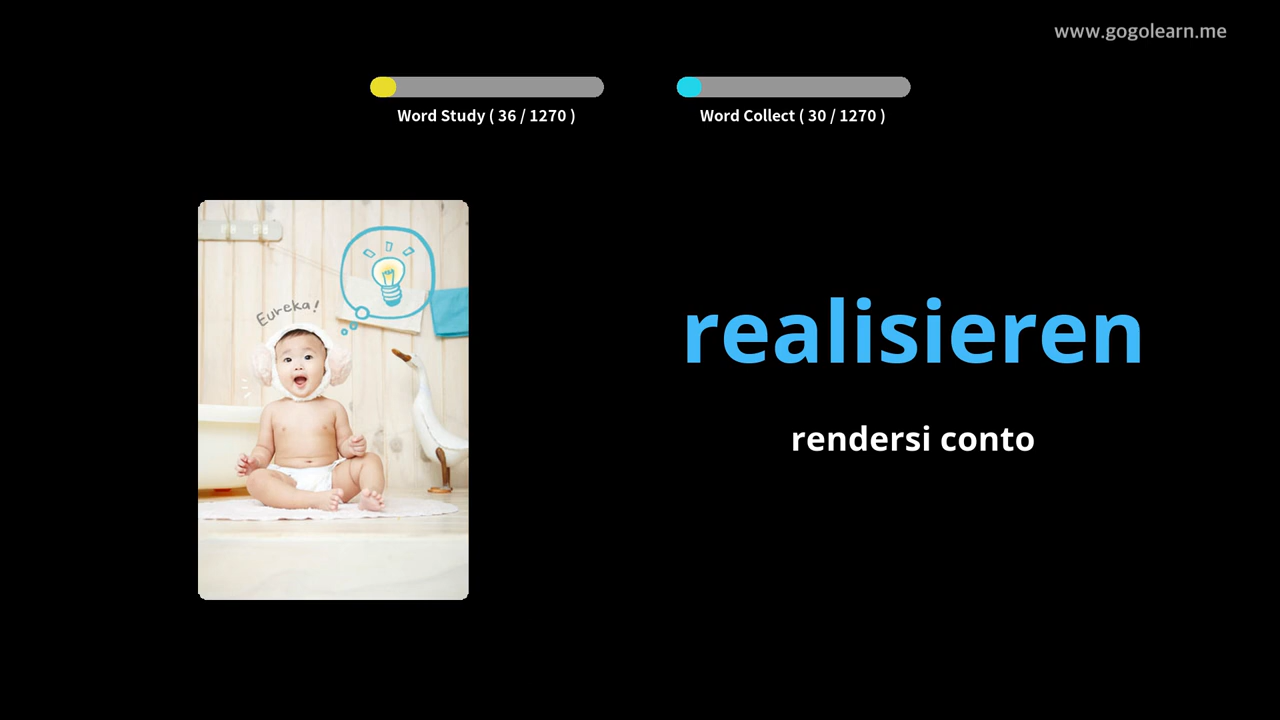 www.gogolearn.me
Word Study ( 36 / 1270 )
Word Collect ( 30 / 1270 )
Eureka!
realisieren
rendersi conto